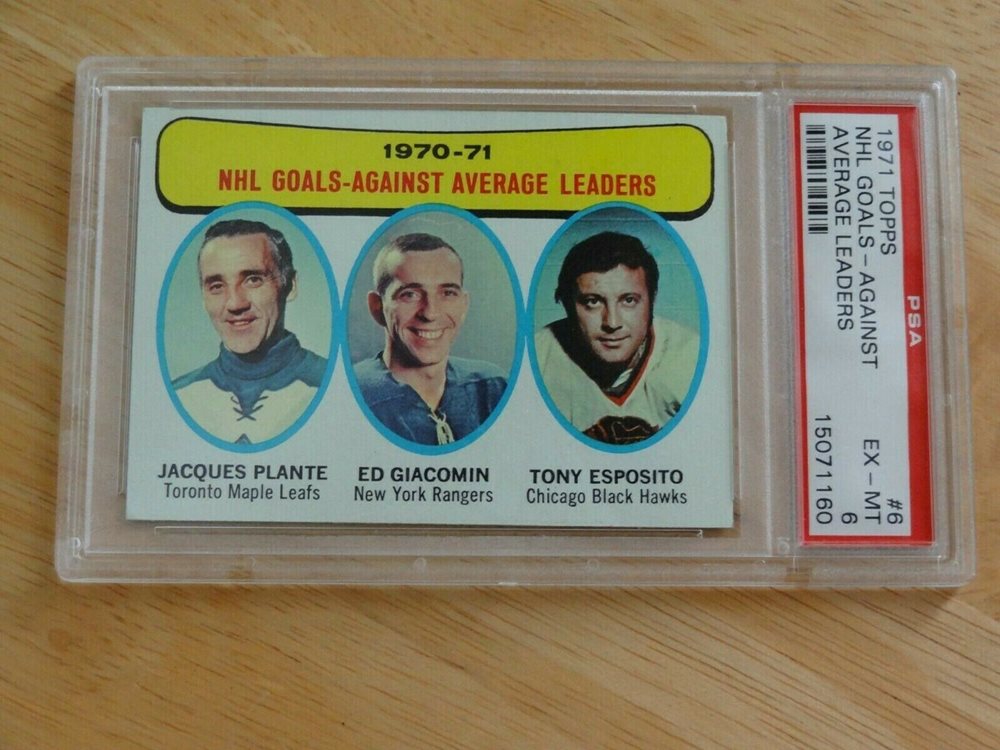 1970-71
NHL GOALS-AGAINST AVERAGE LEADERS
JACQUES PLANTE
Toronto Maple Leafs
ED GIACOMIN
New York Rangers
TONY ESPOSITO
Chicago Black Hawks
PSA
1971 TOPPS #6
NHL GOALS-AGAINST EX-MT
AVERAGE LEADERS 6
15071160